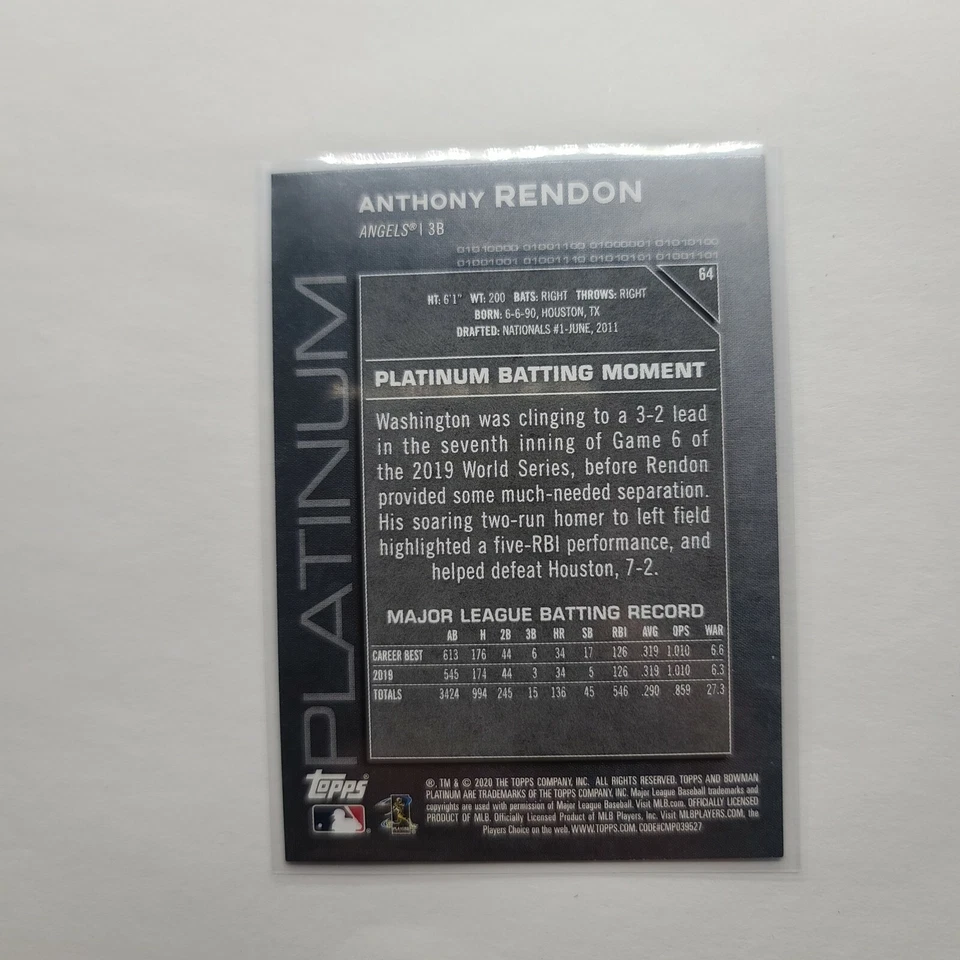 ANTHONY RENDON
ANGELS® | 3B
01010000 01001100 01000001 01010100
01001001 01001110 01010101 01001101
64
PLATINUM
HT: 6'1" WT: 200 BATS: RIGHT THROWS: RIGHT
BORN: 6-6-90, HOUSTON, TX
DRAFTED: NATIONALS #1-JUNE, 2011
PLATINUM BATTING MOMENT
Washington was clinging to a 3-2 lead
in the seventh inning of Game 6 of
the 2019 World Series, before Rendon
provided some much-needed separation.
His soaring two-run homer to left field
highlighted a five-RBI performance, and
helped defeat Houston, 7-2.
MAJOR LEAGUE BATTING RECORD
AB H 2B 3B HR SB RBI AVG OPS WAR
CAREER BEST 613 176 44 6 34 17 126 .319 1.010 6.6
2019 545 174 44 3 34 5 126 .319 1.010 6.3
TOTALS 3424 994 245 15 136 45 546 .290 .859 27.3
topps®
®, TM & © 2020 THE TOPPS COMPANY, INC. ALL RIGHTS RESERVED. TOPPS AND BOWMAN
PLATINUM ARE TRADEMARKS OF THE TOPPS COMPANY, INC. Major League Baseball trademarks and
copyrights are used with permission of Major League Baseball. Visit MLB.com. OFFICIALLY LICENSED
PRODUCT OF MLB. Officially Licensed Product of MLB Players, Inc. Visit MLBPLAYERS.COM, the
Players Choice on the web. WWW.TOPPS.COM. CODE#CMP039527